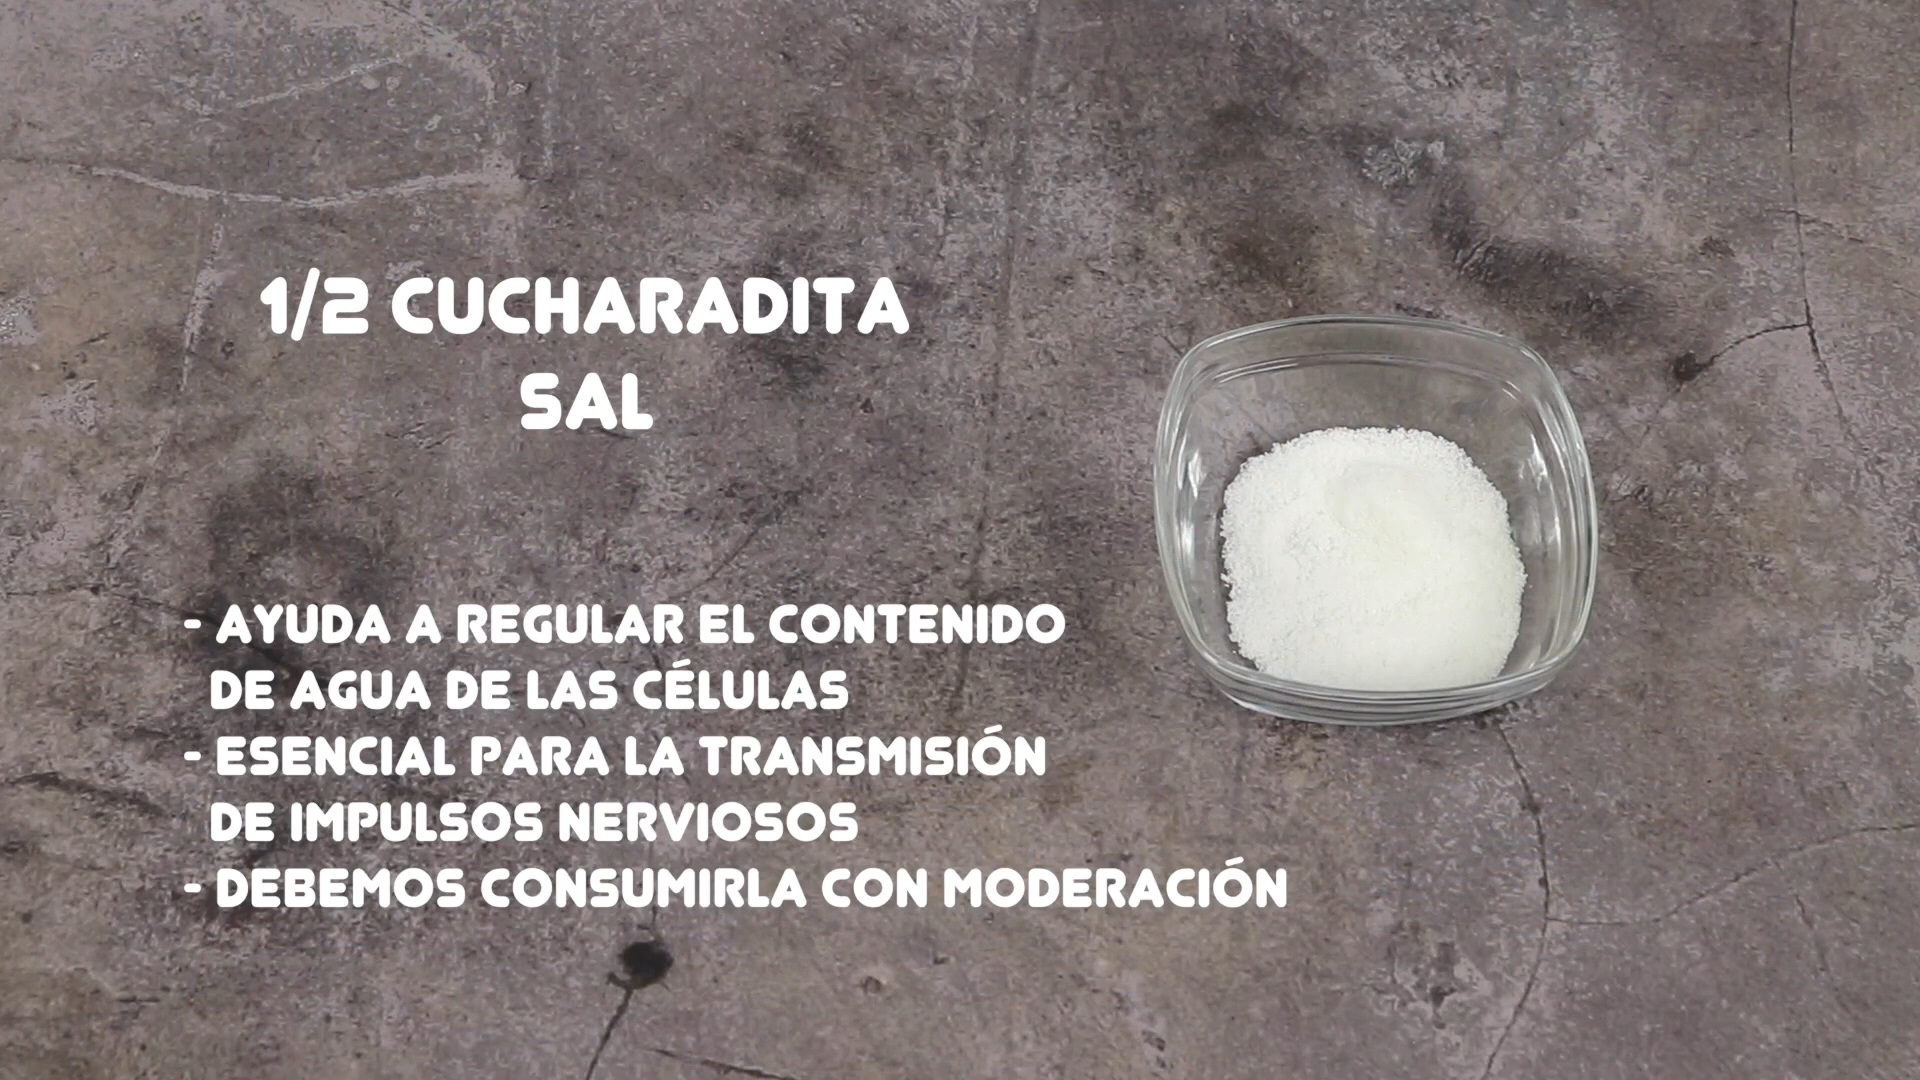 1/2 CUCHARADITA
SAL
- AYUDA A REGULAR EL CONTENIDO
DE AGUA DE LAS CÉLULAS
- ESENCIAL PARA LA TRANSMISIÓN
DE IMPULSOS NERVIOSOS
- DEBEMOS CONSUMIRLA CON MODERACIÓN